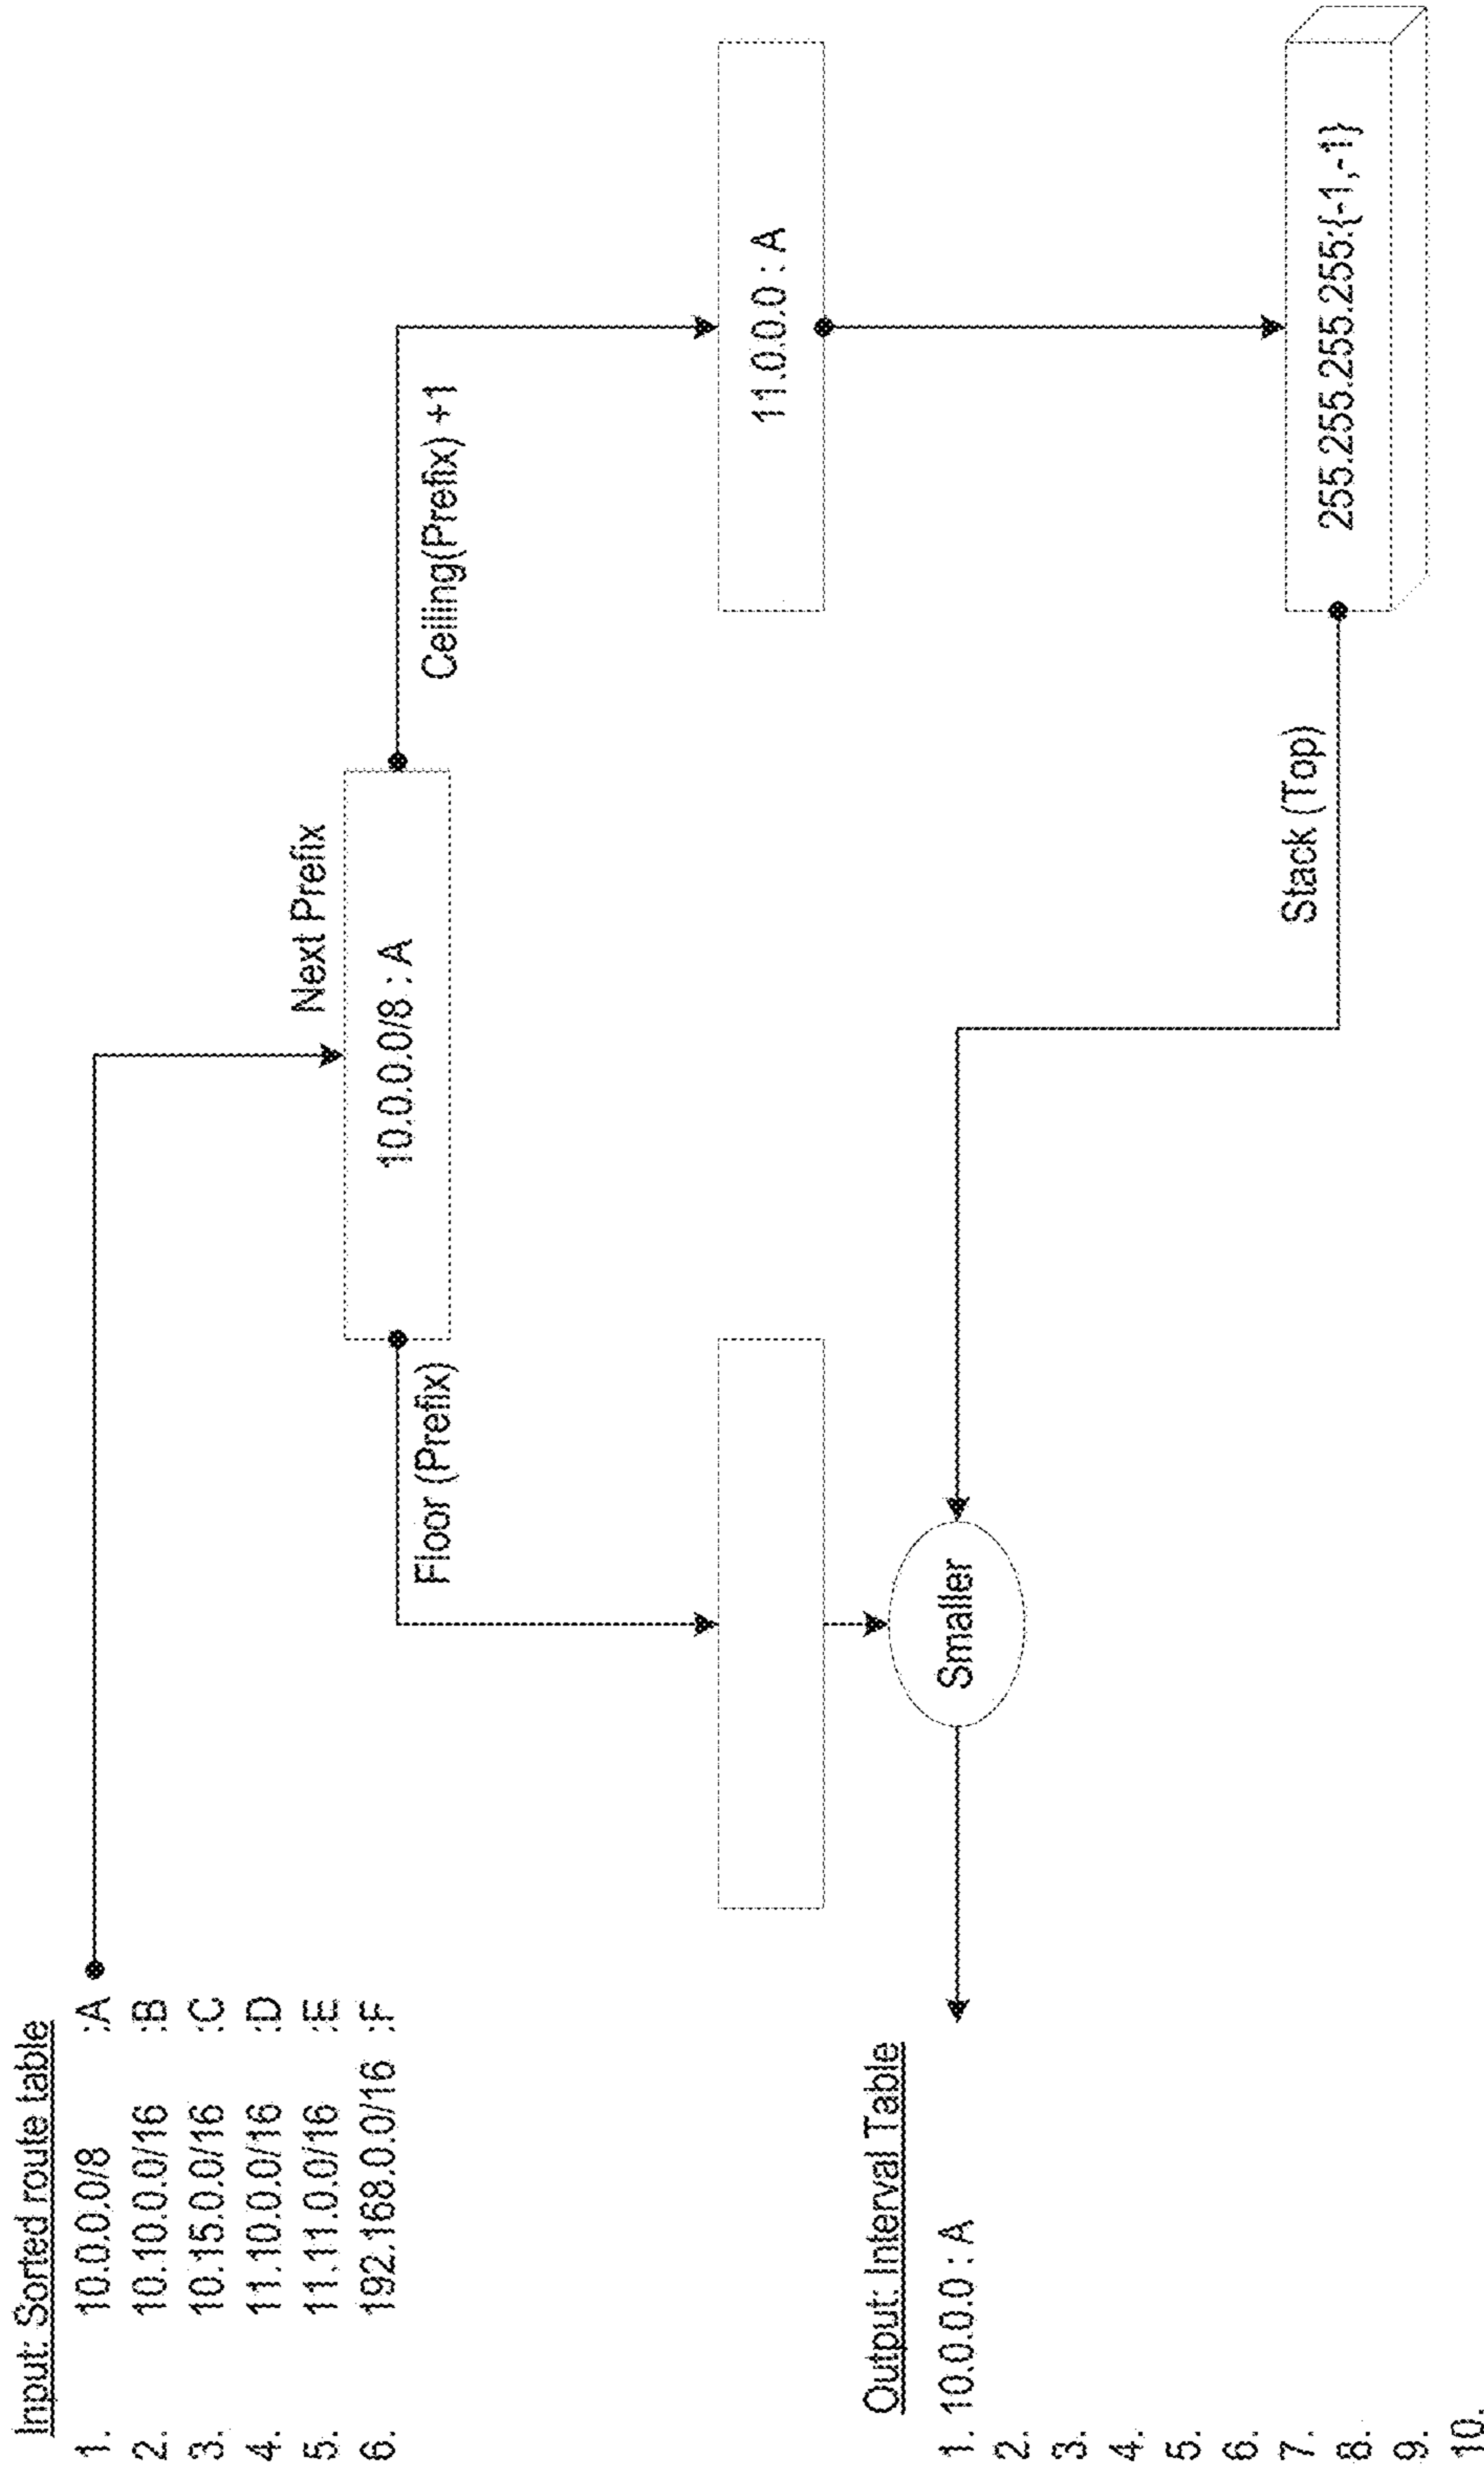 Input: Sorted route table
1. 10.0.0.0/8 :A
2. 10.10.0.0/16 :B
3. 10.15.0.0/16 :C
4. 11.10.0.0/16 :D
5. 11.11.0.0/16 :E
6. 192.168.0.0/16 :F
Next Prefix
10.0.0.0/8 : A
Floor (Prefix)
Ceiling(Prefix) +1
11.0.0.0 : A
Smaller
Stack (Top)
255.255.255.255:{-1,-1}
Output: Interval Table
1. 10.0.0.0 : A
2.
3.
4.
5.
6.
7.
8.
9.
10.